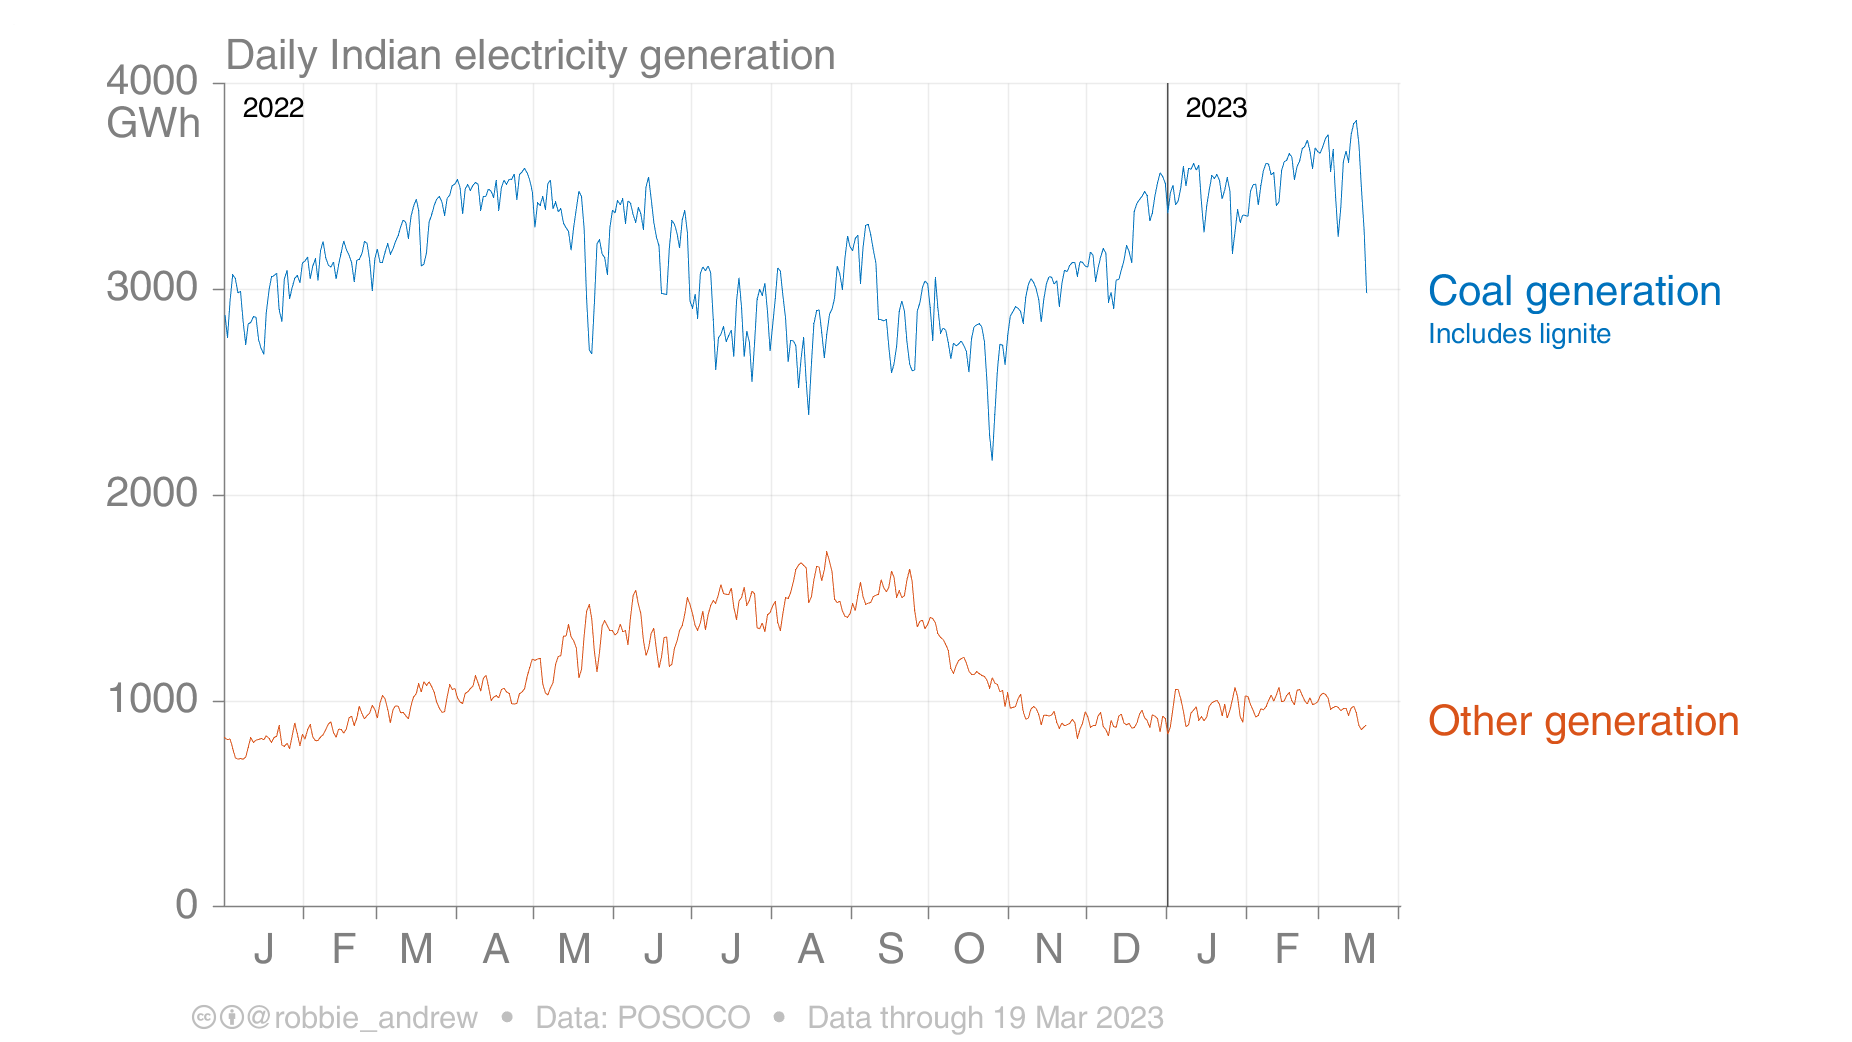 Daily Indian electricity generation
4000
GWh
2022
2023
3000
Coal generation
Includes lignite
2000
1000
Other generation
0
J F M A M J J A S O N D J F M
@robbie_andrew • Data: POSOCO • Data through 19 Mar 2023